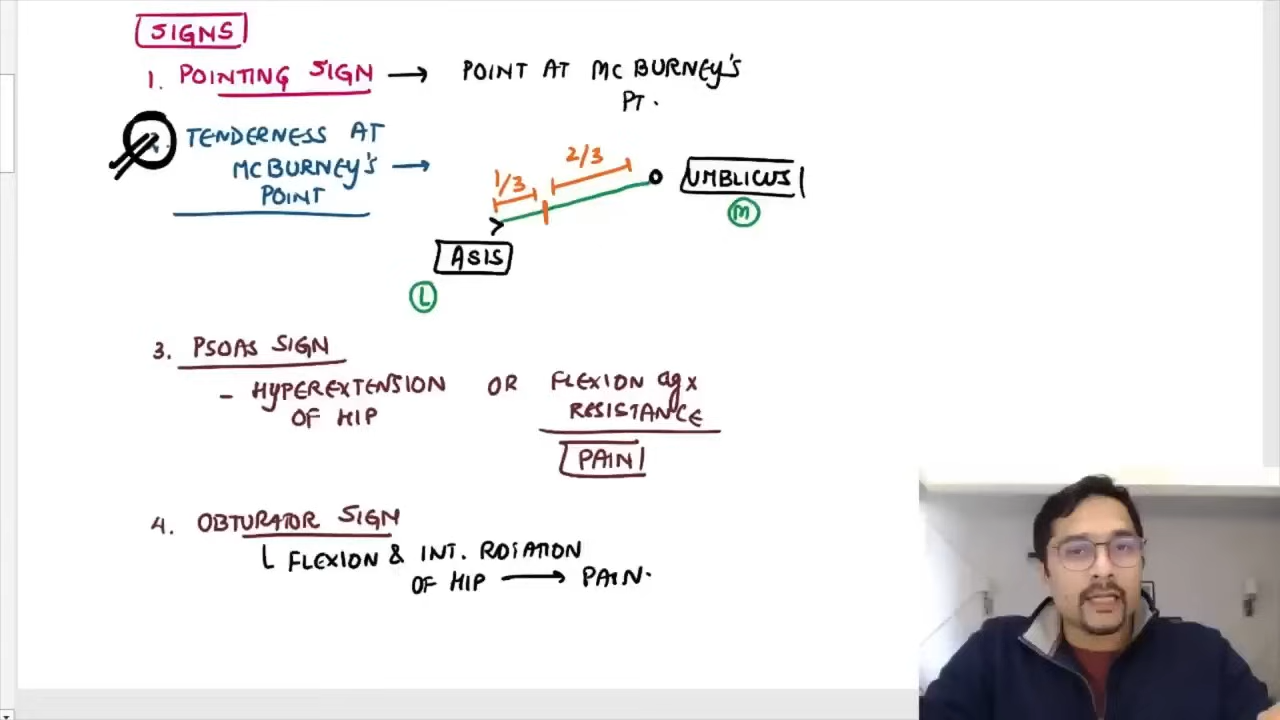 SIGNS
1. POINTING SIGN → POINT AT MC BURNEY'S
PT.
TENDERNESS AT
MCBURNEY'S →
POINT
1/3
2/3
UMBLICUS
M
ASIS
L
3. PSOAS SIGN
- HYPEREXTENSION OF HIP
OR
FLEXION agx
RESISTANCE
PAIN
4. OBTURATOR SIGN
FLEXION & INT. ROTATION
OF HIP → PAIN.